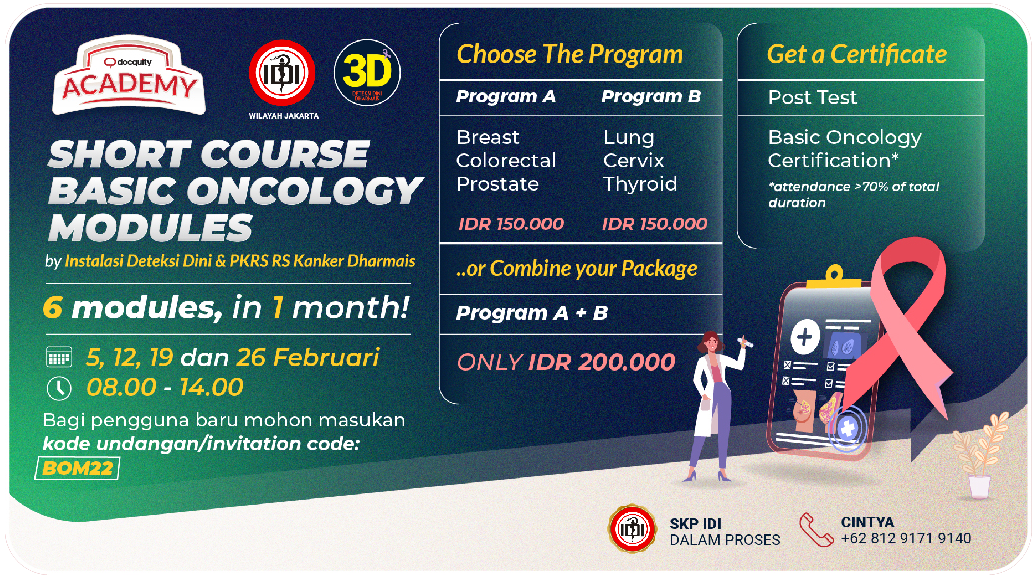 docquity
ACADEMY
IDI
WILAYAH JAKARTA
3D
DETEKSI DINI
DHARMAIS
SHORT COURSE
BASIC ONCOLOGY
MODULES
by Instalasi Deteksi Dini & PKRS RS Kanker Dharmais
6 modules, in 1 month!
5, 12, 19 dan 26 Februari
08.00 - 14.00
Bagi pengguna baru mohon masukan
kode undangan/invitation code:
BOM22
Choose The Program
Program A Program B
Breast Lung
Colorectal Cervix
Prostate Thyroid
IDR 150.000 IDR 150.000
..or Combine your Package
Program A + B
ONLY IDR 200.000
Get a Certificate
Post Test
Basic Oncology
Certification*
*attendance >70% of total
duration
IDI
SKP IDI
DALAM PROSES
CINTYA
+62 812 9171 9140